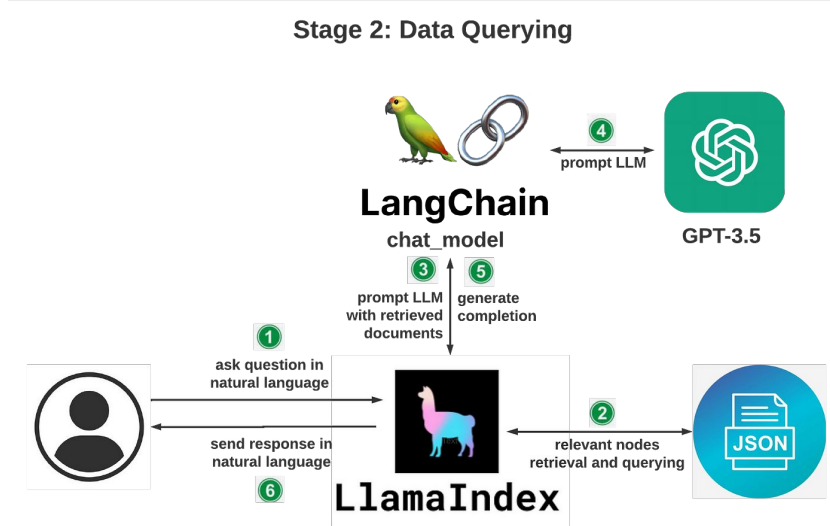 Stage 2: Data Querying
4
prompt LLM
LangChain
chat_model
GPT-3.5
3
5
prompt LLM
with retrieved
documents
generate
completion
1
ask question in
natural language
2
relevant nodes
retrieval and querying
JSON
send response in
natural language
6
LlamaIndex